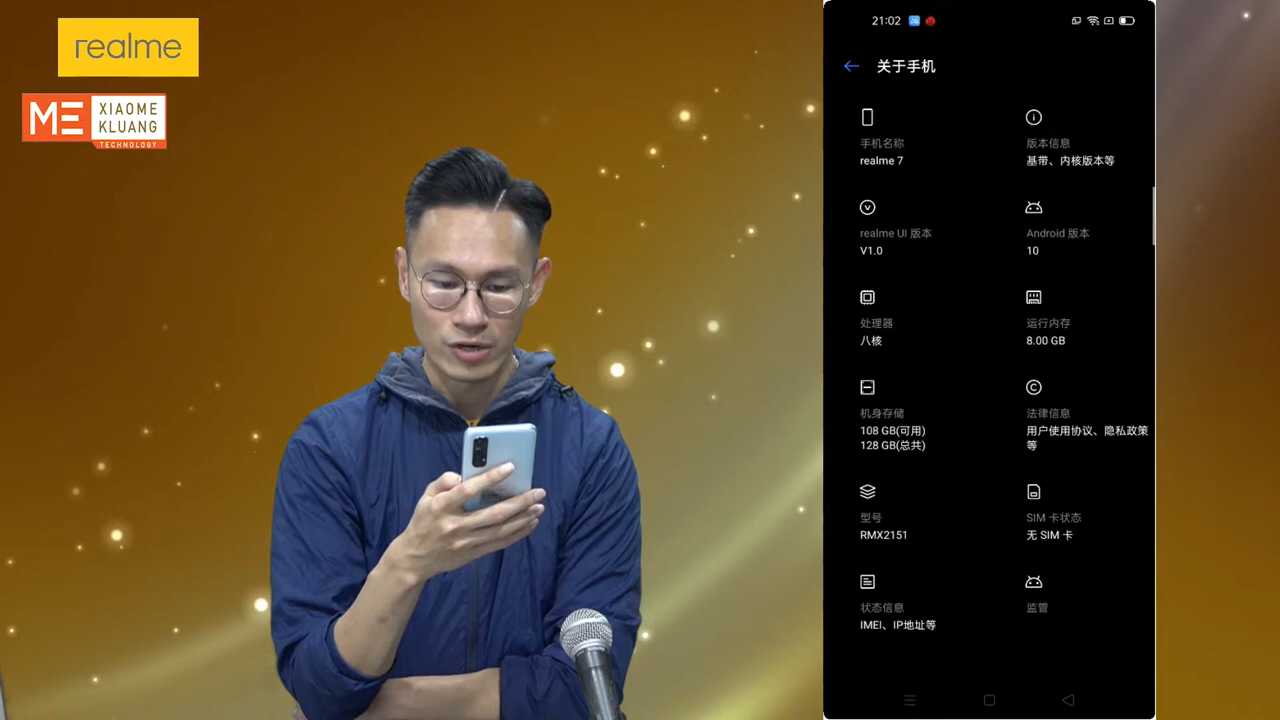 realme
ME
XIAOME
KLUANG
TECHNOLOGY
21:02
关于手机
手机名称
realme 7
版本信息
基带、内核版本等
realme UI 版本
V1.0
Android 版本
10
处理器
八核
运行内存
8.00 GB
机身存储
108 GB(可用)
128 GB(总共)
法律信息
用户使用协议、隐私政策
等
型号
RMX2151
SIM 卡状态
无 SIM 卡
状态信息
IMEI、IP地址等
监管